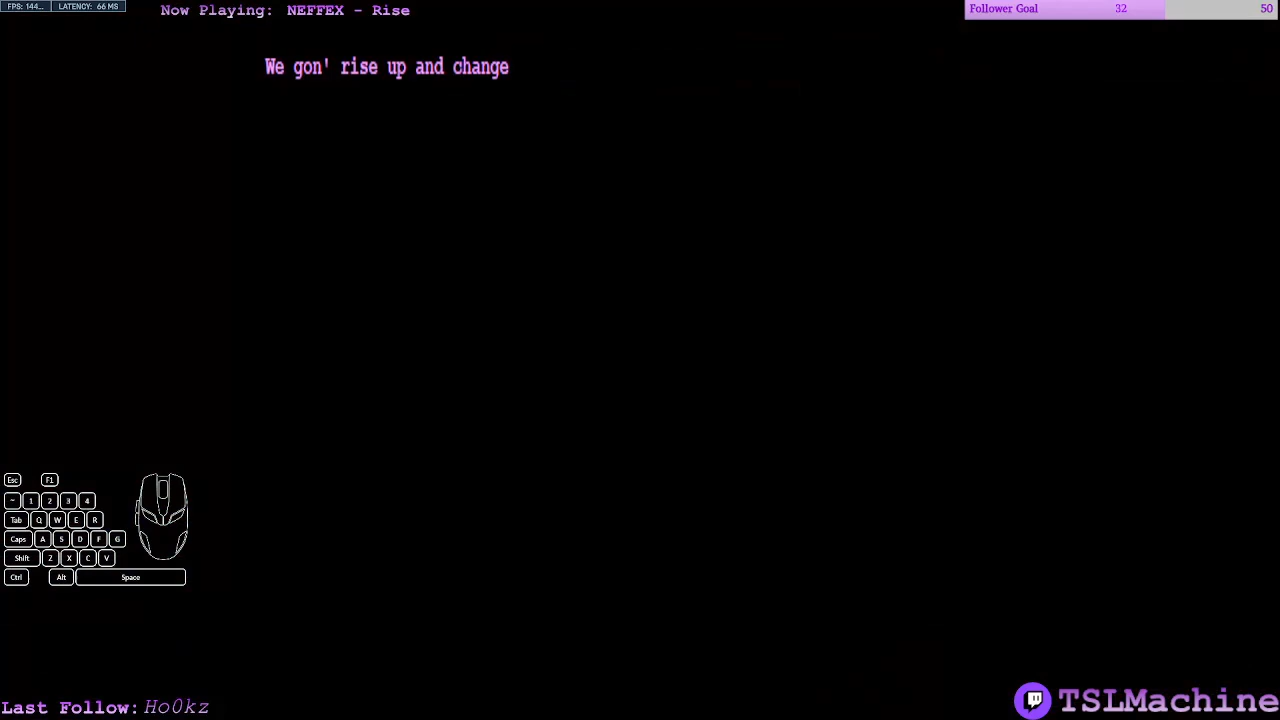 FPS: 144... LATENCY: 66 MS
Now Playing: NEFFEX - Rise
Follower Goal 32 50
We gon' rise up and change
Esc F1
~ 1 2 3 4
Tab Q W E R
Caps A S D F G
Shift Z X C V
Ctrl Alt Space
Last Follow: Ho0kz
TSLMachine